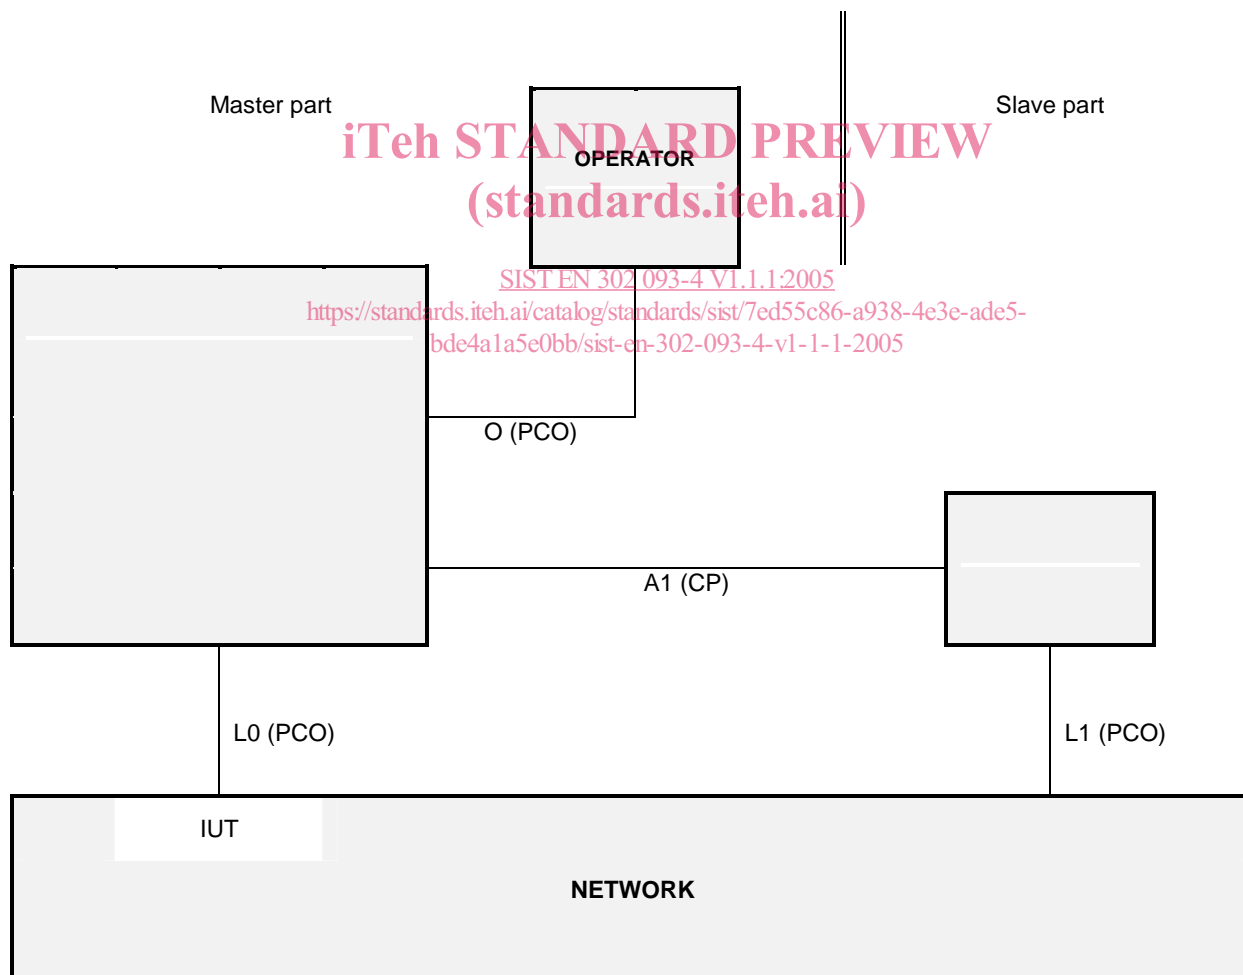 Master part
Slave part
iTeh STANDARD PREVIEW
OPERATOR
(standards.iteh.ai)
SIST EN 302 093-4 V1.1.1:2005
https://standards.iteh.ai/catalog/standards/sist/7ed55c86-a938-4e3e-ade5-
bde4a1a5e0bb/sist-en-302-093-4-v1-1-1-2005
O (PCO)
A1 (CP)
L0 (PCO)
L1 (PCO)
IUT
NETWORK